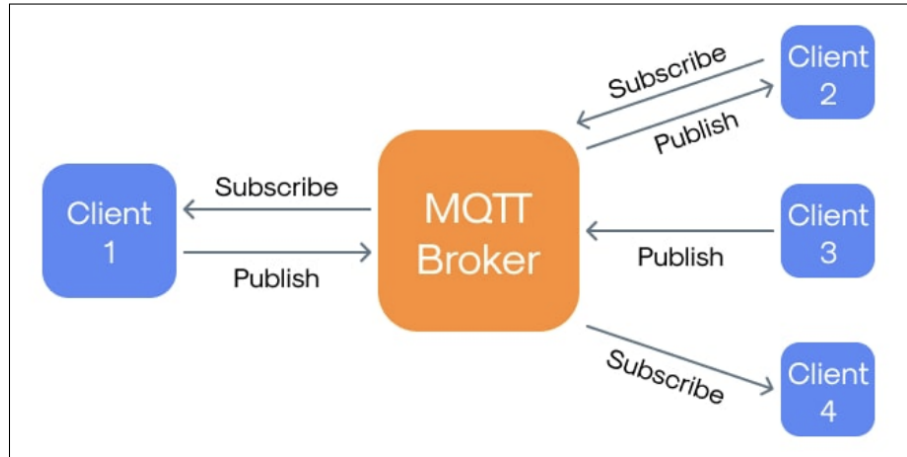 Client
1
Subscribe
Publish
MQTT
Broker
Subscribe
Publish
Client
2
Publish
Client
3
Subscribe
Client
4